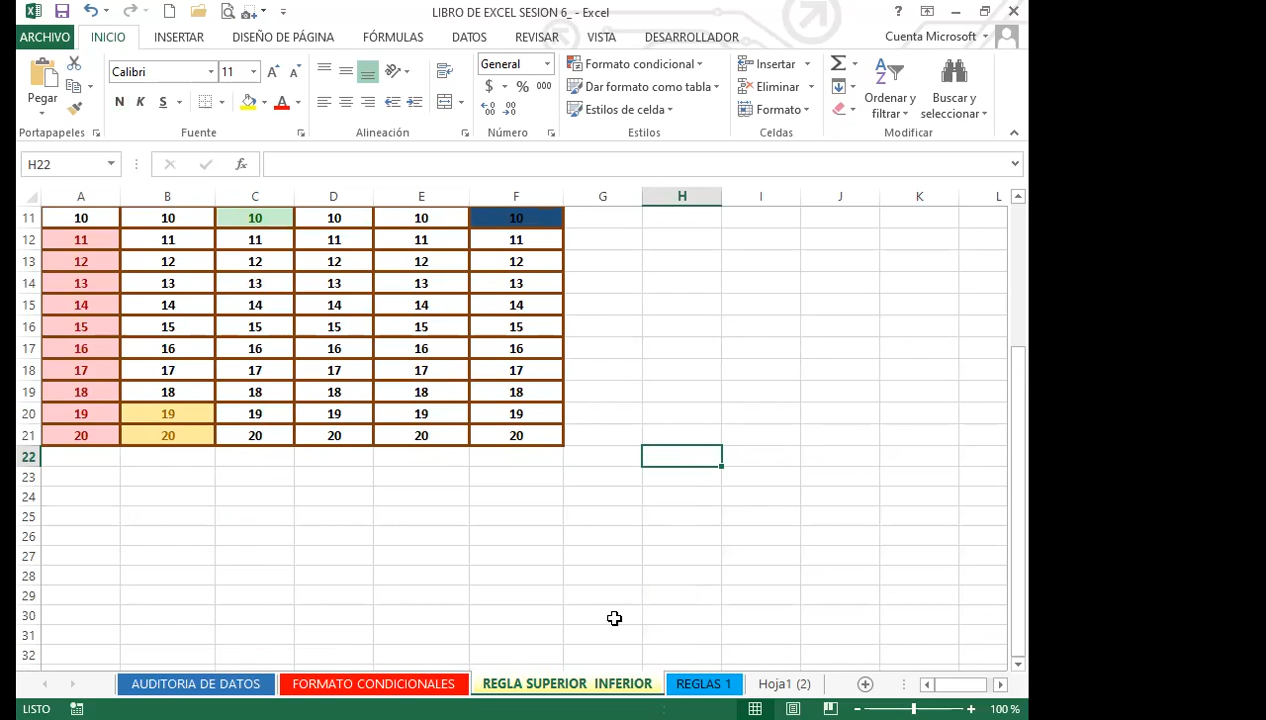 LIBRO DE EXCEL SESION 6_ - Excel
ARCHIVO INICIO INSERTAR DISEÑO DE PÁGINA FÓRMULAS DATOS REVISAR VISTA DESARROLLADOR Cuenta Microsoft
Calibri 11 General Formato condicional Insertar
Pegar N K S $ % 000 Dar formato como tabla Eliminar Ordenar y filtrar Buscar y seleccionar
Estilos de celda Formato
Portapapeles Fuente Alineación Número Estilos Celdas Modificar
H22 fx
A B C D E F G H I J K L
11 10 10 10 10 10 10
12 11 11 11 11 11 11
13 12 12 12 12 12 12
14 13 13 13 13 13 13
15 14 14 14 14 14 14
16 15 15 15 15 15 15
17 16 16 16 16 16 16
18 17 17 17 17 17 17
19 18 18 18 18 18 18
20 19 19 19 19 19 19
21 20 20 20 20 20 20
22
23
24
25
26
27
28
29
30
31
32
AUDITORIA DE DATOS FORMATO CONDICIONALES REGLA SUPERIOR INFERIOR REGLAS 1 Hoja1 (2)
LISTO 100 %